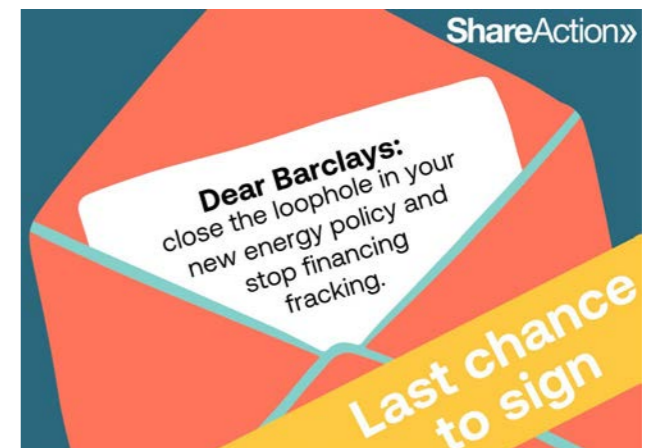 ShareAction»
Dear Barclays:
close the loophole in your
new energy policy and
stop financing
fracking.
Last chance
to sign